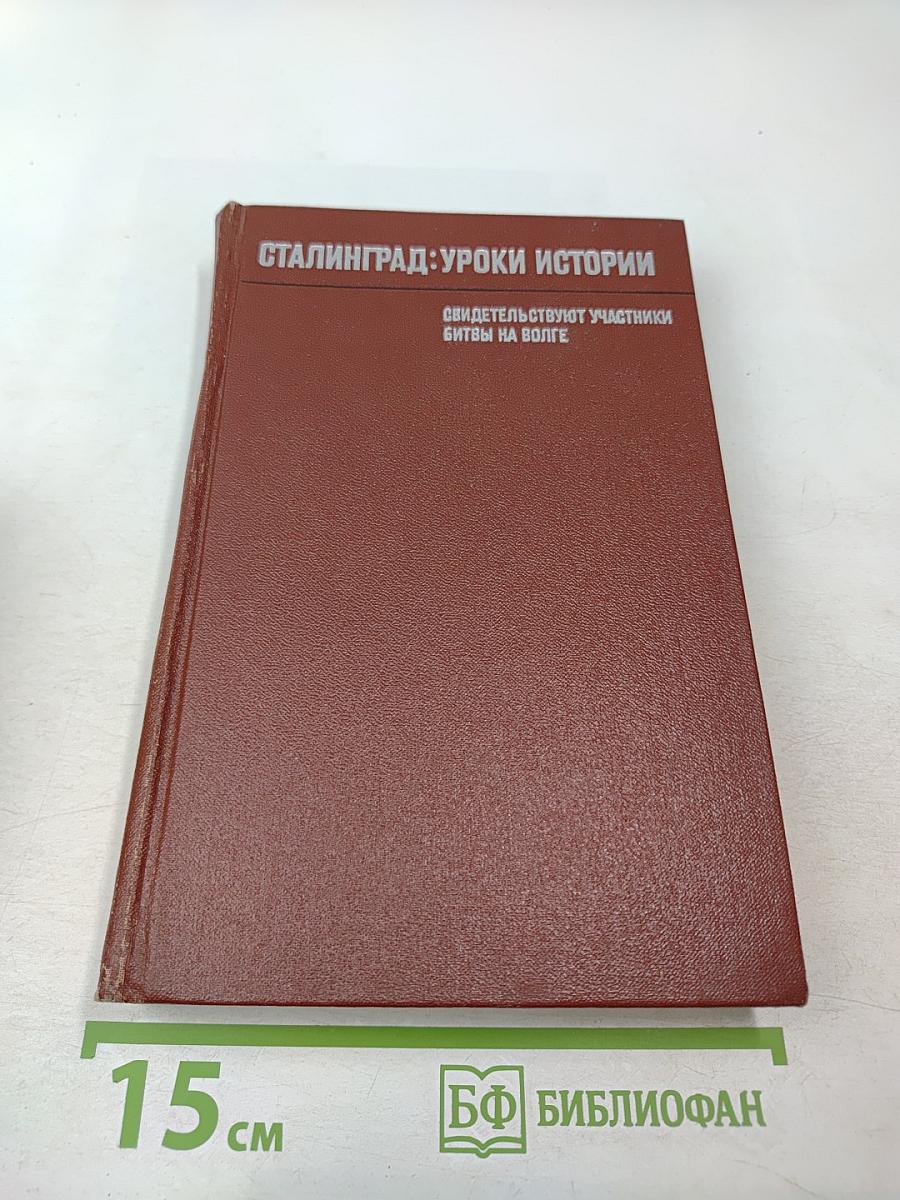 СТАЛИНГРАД: УРОКИ ИСТОРИИ
СВИДЕТЕЛЬСТВУЮТ УЧАСТНИКИ
БИТВЫ НА ВОЛГЕ
15 см
БФ БИБЛИОФАН